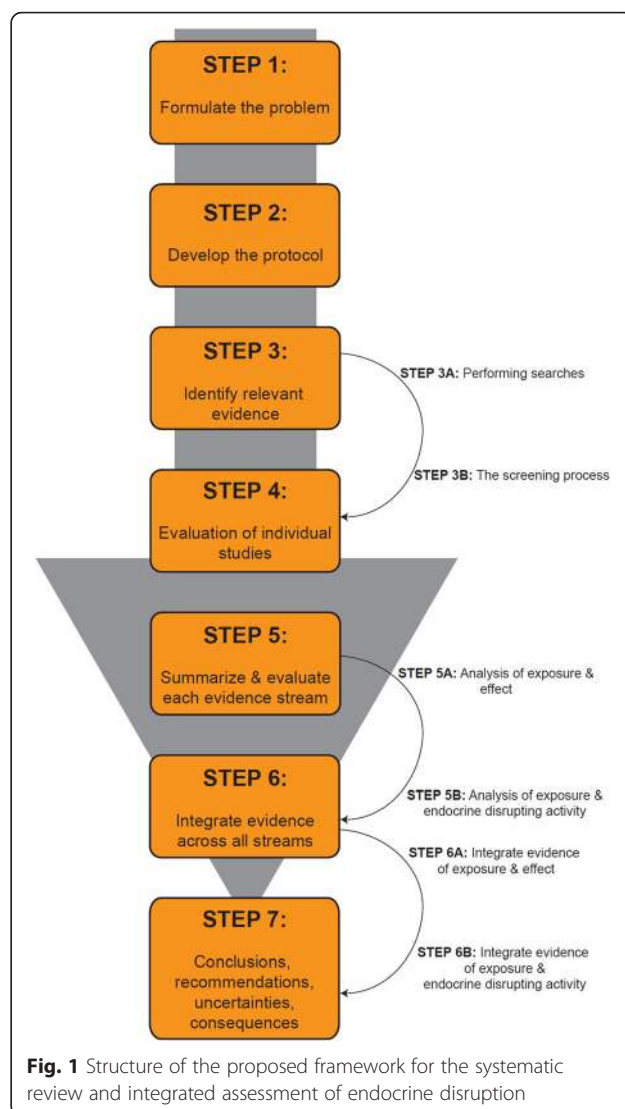 STEP 1:
Formulate the problem
STEP 2:
Develop the protocol
STEP 3:
Identify relevant
evidence
STEP 3A: Performing searches
STEP 3B: The screening process
STEP 4:
Evaluation of individual
studies
STEP 5:
Summarize & evaluate
each evidence stream
STEP 5A: Analysis of exposure &
effect
STEP 5B: Analysis of exposure &
endocrine disrupting activity
STEP 6:
Integrate evidence
across all streams
STEP 6A: Integrate evidence
of exposure & effect
STEP 6B: Integrate evidence
of exposure &
endocrine disrupting activity
STEP 7:
Conclusions,
recommendations,
uncertainties,
consequences
Fig. 1 Structure of the proposed framework for the systematic
review and integrated assessment of endocrine disruption